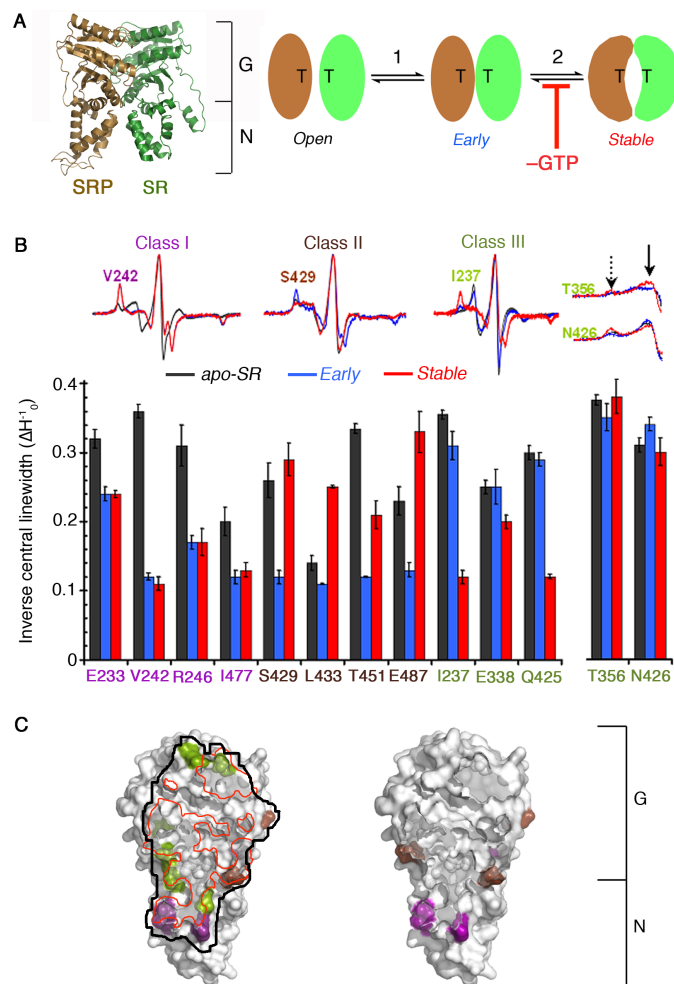 A
G
N
SRP SR
1
2
T T
T T
T T
Open
Early
Stable
–GTP
B
Class I
Class II
Class III
V242
S429
I237
T356
N426
apo-SR
Early
Stable
Inverse central linewidth (ΔH⁻¹₀)
0.4
0.3
0.2
0.1
0
E233 V242 R246 I477 S429 L433 T451 E487 I237 E338 Q425 T356 N426
C
G
N